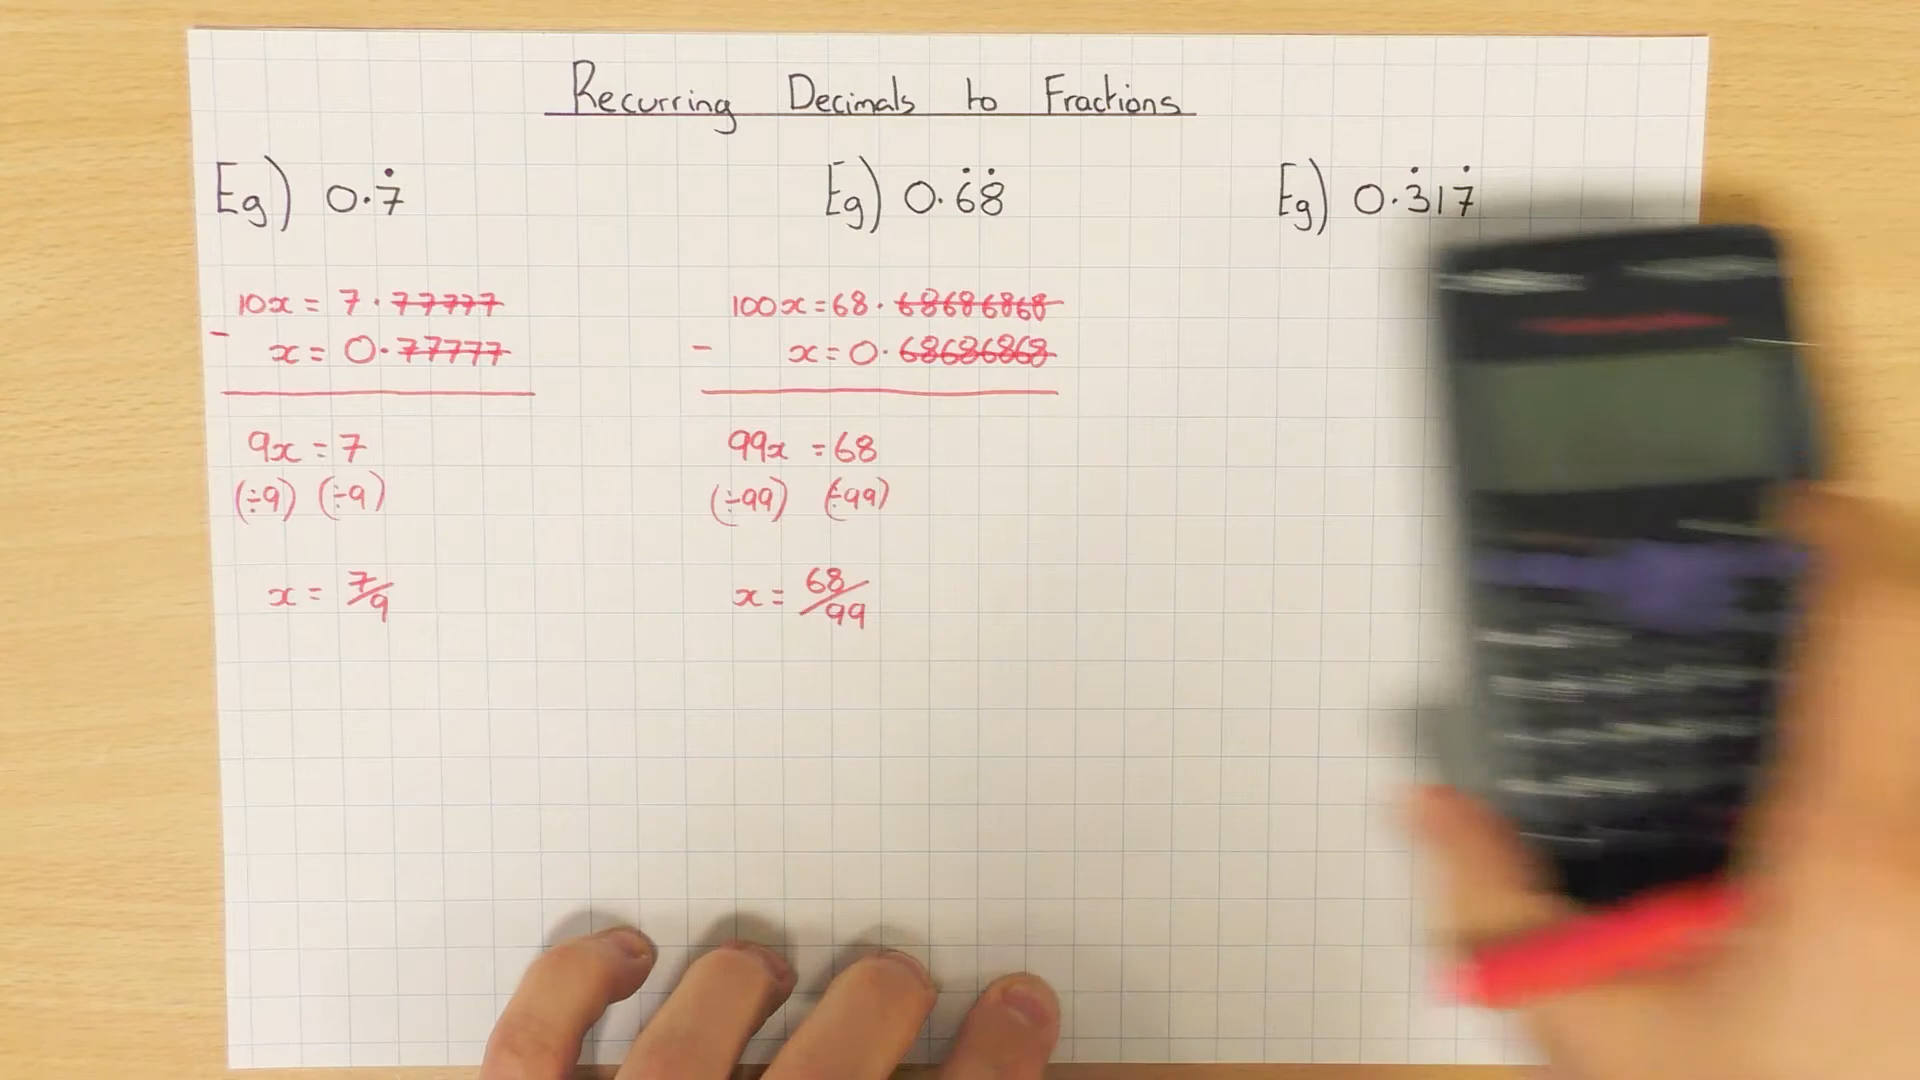 Recurring Decimals to Fractions
Eg) 0.7̇
10x = 7.77777
- x = 0.77777
9x = 7
(÷9) (÷9)
x = 7/9
Eg) 0.6̇8̇
100x = 68.68686868
- x = 0.68686868
99x = 68
(÷99) (÷99)
x = 68/99
Eg) 0.3̇17̇